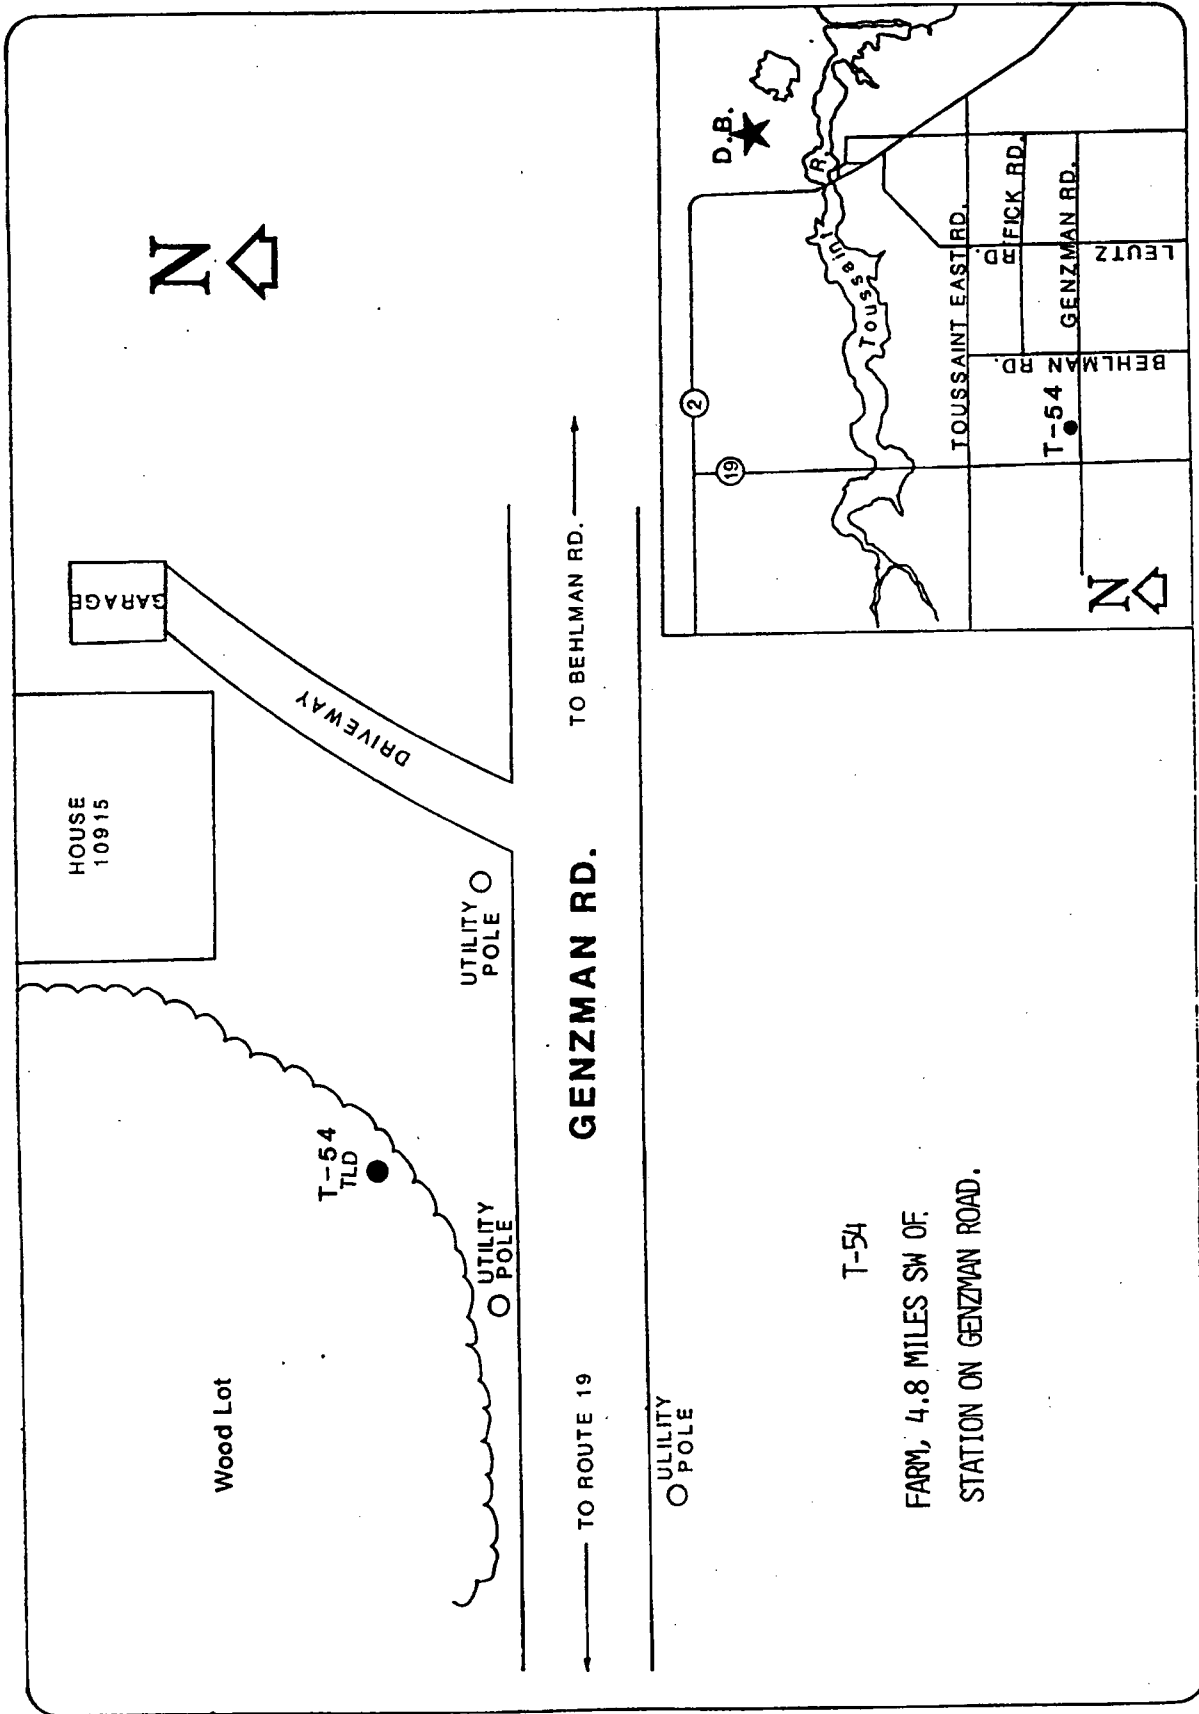 N
HOUSE
10915
GARAGE
DRIVEWAY
Wood Lot
T-54
TLD
UTILITY
POLE
UTILITY
POLE
GENZMAN RD.
TO ROUTE 19
TO BEHLMAN RD.
ULILITY
POLE
T-54
FARM, 4.8 MILES SW OF.
STATION ON GENZMAN ROAD.
2
19
D.B.
Toussaint
R.
TOUSSAINT EAST RD.
FICK RD.
T-54
GENZMAN RD.
BEHLMAN RD.
LEUTZ RD.
N